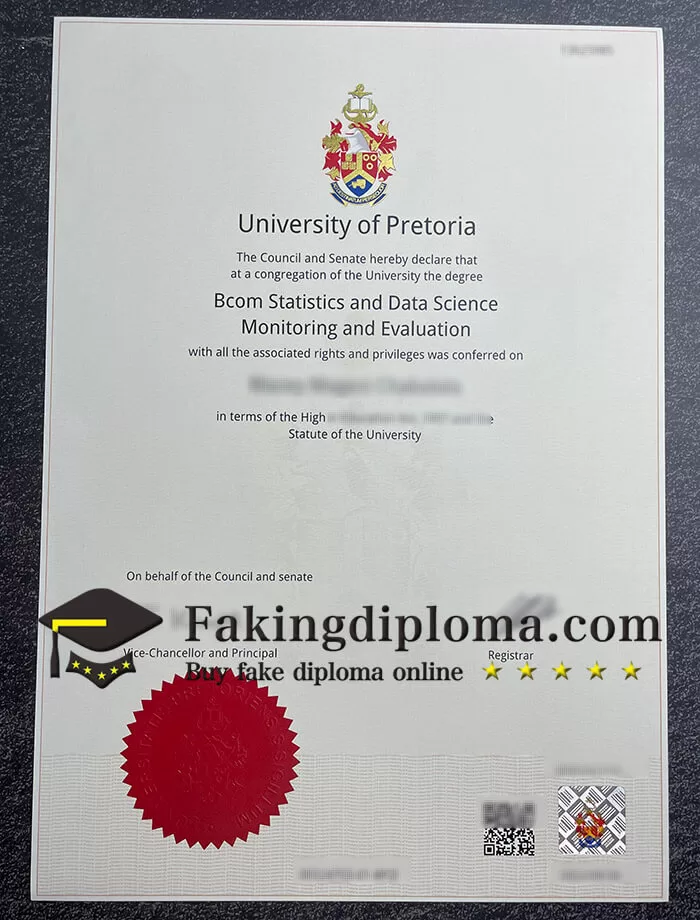 University of Pretoria
The Council and Senate hereby declare that
at a congregation of the University the degree
Bcom Statistics and Data Science
Monitoring and Evaluation
with all the associated rights and privileges was conferred on
in terms of the High
Statute of the University
On behalf of the Council and senate
Fakingdiploma.com
Vice-Chancellor and Principal
Registrar
Buy fake diploma online